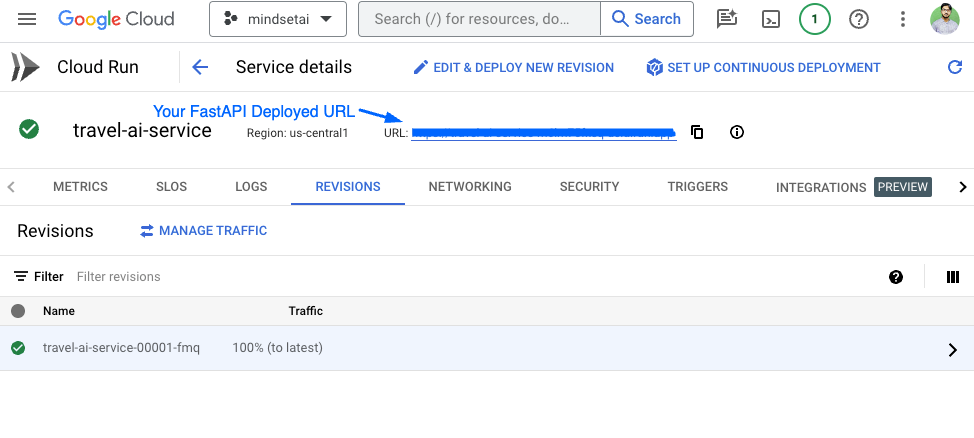 Google Cloud
mindsetai
Search (/) for resources, do...
Search
1
Cloud Run
Service details
EDIT & DEPLOY NEW REVISION
SET UP CONTINUOUS DEPLOYMENT
Your FastAPI Deployed URL
travel-ai-service
Region: us-central1
URL:
METRICS
SLOS
LOGS
REVISIONS
NETWORKING
SECURITY
TRIGGERS
INTEGRATIONS
PREVIEW
Revisions
MANAGE TRAFFIC
Filter
Filter revisions
Name
Traffic
travel-ai-service-00001-fmq
100% (to latest)